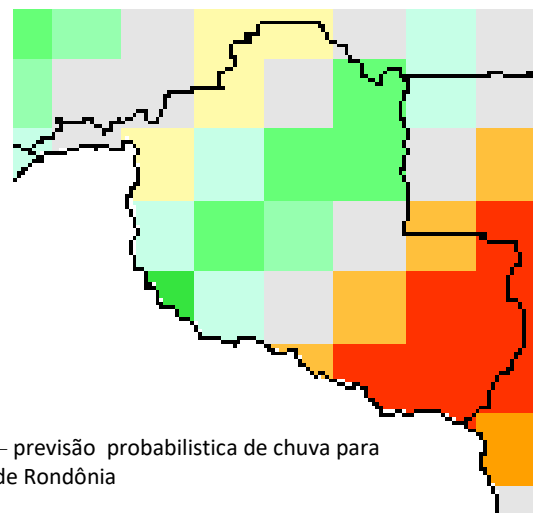 – previsão probabilistica de chuva para
de Rondônia